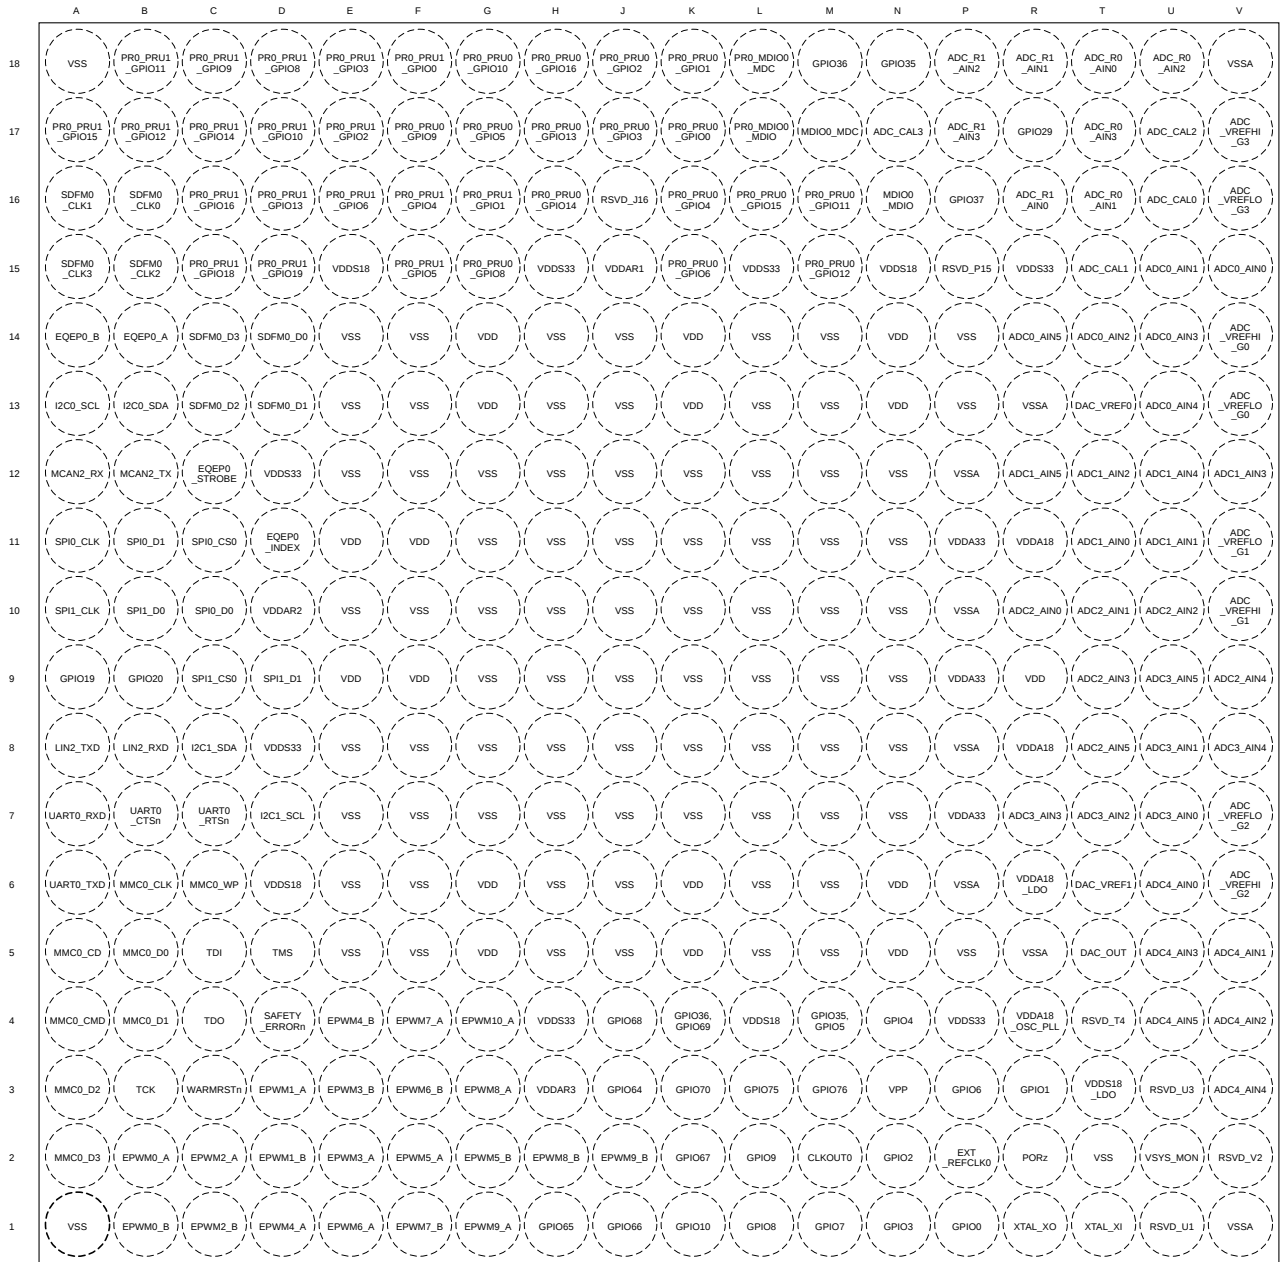 A B C D E F G H J K L M N P R T U V
18 VSS PR0_PRU1_GPIO11 PR0_PRU1_GPIO9 PR0_PRU1_GPIO8 PR0_PRU1_GPIO3 PR0_PRU1_GPIO0 PR0_PRU0_GPIO10 PR0_PRU0_GPIO16 PR0_PRU0_GPIO2 PR0_PRU0_GPIO1 PR0_MDIO0_MDC GPIO36 GPIO35 ADC_R1_AIN2 ADC_R1_AIN1 ADC_R0_AIN0 ADC_R0_AIN2 VSSA
17 PR0_PRU1_GPIO15 PR0_PRU1_GPIO12 PR0_PRU1_GPIO14 PR0_PRU1_GPIO10 PR0_PRU1_GPIO2 PR0_PRU0_GPIO9 PR0_PRU0_GPIO5 PR0_PRU0_GPIO13 PR0_PRU0_GPIO3 PR0_PRU0_GPIO0 PR0_MDIO0_MDIO MDIO0_MDC ADC_CAL3 ADC_R1_AIN3 GPIO29 ADC_R0_AIN3 ADC_CAL2 ADC_VREFHI_G3
16 SDFM0_CLK1 SDFM0_CLK0 PR0_PRU1_GPIO16 PR0_PRU1_GPIO13 PR0_PRU1_GPIO6 PR0_PRU1_GPIO4 PR0_PRU1_GPIO1 PR0_PRU0_GPIO14 RSVD_J16 PR0_PRU0_GPIO4 PR0_PRU0_GPIO15 PR0_PRU0_GPIO11 MDIO0_MDIO GPIO37 ADC_R1_AIN0 ADC_R0_AIN1 ADC_CAL0 ADC_VREFLO_G3
15 SDFM0_CLK3 SDFM0_CLK2 PR0_PRU1_GPIO18 PR0_PRU1_GPIO19 VDDS18 PR0_PRU1_GPIO5 PR0_PRU0_GPIO8 VDDS33 VDDAR1 PR0_PRU0_GPIO6 VDDS33 PR0_PRU0_GPIO12 VDDS18 RSVD_P15 VDDS33 ADC_CAL1 ADC0_AIN1 ADC0_AIN0
14 EQEP0_B EQEP0_A SDFM0_D3 SDFM0_D0 VSS VSS VDD VSS VSS VDD VSS VSS VDD VSS ADC0_AIN5 ADC0_AIN2 ADC0_AIN3 ADC_VREFHI_G0
13 I2C0_SCL I2C0_SDA SDFM0_D2 SDFM0_D1 VSS VSS VDD VSS VSS VDD VSS VSS VDD VSS VSSA DAC_VREF0 ADC0_AIN4 ADC_VREFLO_G0
12 MCAN2_RX MCAN2_TX EQEP0_STROBE VDDS33 VSS VSS VSS VSS VSS VSS VSS VSS VSS VSSA ADC1_AIN5 ADC1_AIN2 ADC1_AIN4 ADC1_AIN3
11 SPI0_CLK SPI0_D1 SPI0_CS0 EQEP0_INDEX VDD VDD VSS VSS VSS VSS VSS VSS VSS VDDA33 VDDA18 ADC1_AIN0 ADC1_AIN1 ADC_VREFLO_G1
10 SPI1_CLK SPI1_D0 SPI0_D0 VDDAR2 VSS VSS VSS VSS VSS VSS VSS VSS VSS VSSA ADC2_AIN0 ADC2_AIN1 ADC2_AIN2 ADC_VREFHI_G1
9 GPIO19 GPIO20 SPI1_CS0 SPI1_D1 VDD VDD VSS VSS VSS VSS VSS VSS VSS VDDA33 VDD ADC2_AIN3 ADC3_AIN5 ADC2_AIN4
8 LIN2_TXD LIN2_RXD I2C1_SDA VDDS33 VSS VSS VSS VSS VSS VSS VSS VSS VSS VSSA VDDA18 ADC2_AIN5 ADC3_AIN1 ADC3_AIN4
7 UART0_RXD UART0_CTSn UART0_RTSn I2C1_SCL VSS VSS VSS VSS VSS VSS VSS VSS VSS VDDA33 ADC3_AIN3 ADC3_AIN2 ADC3_AIN0 ADC_VREFLO_G2
6 UART0_TXD MMC0_CLK MMC0_WP VDDS18 VSS VSS VDD VSS VSS VDD VSS VSS VDD VSSA VDDA18_LDO DAC_VREF1 ADC4_AIN0 ADC_VREFHI_G2
5 MMC0_CD MMC0_D0 TDI TMS VSS VSS VDD VSS VSS VDD VSS VSS VDD VSS VSSA DAC_OUT ADC4_AIN3 ADC4_AIN1
4 MMC0_CMD MMC0_D1 TDO SAFETY_ERRORn EPWM4_B EPWM7_A EPWM10_A VDDS33 GPIO68 GPIO36, GPIO69 VDDS18 GPIO35, GPIO5 GPIO4 VDDS33 VDDA18_OSC_PLL RSVD_T4 ADC4_AIN5 ADC4_AIN2
3 MMC0_D2 TCK WARMRSTn EPWM1_A EPWM3_B EPWM6_B EPWM8_A VDDAR3 GPIO64 GPIO70 GPIO75 GPIO76 VPP GPIO6 GPIO1 VDDS18_LDO RSVD_U3 ADC4_AIN4
2 MMC0_D3 EPWM0_A EPWM2_A EPWM1_B EPWM3_A EPWM5_A EPWM5_B EPWM8_B EPWM9_B GPIO67 GPIO9 CLKOUT0 GPIO2 EXT_REFCLK0 PORz VSS VSYS_MON RSVD_V2
1 VSS EPWM0_B EPWM2_B EPWM4_A EPWM6_A EPWM7_B EPWM9_A GPIO65 GPIO66 GPIO10 GPIO8 GPIO7 GPIO3 GPIO0 XTAL_XO XTAL_XI RSVD_U1 VSSA